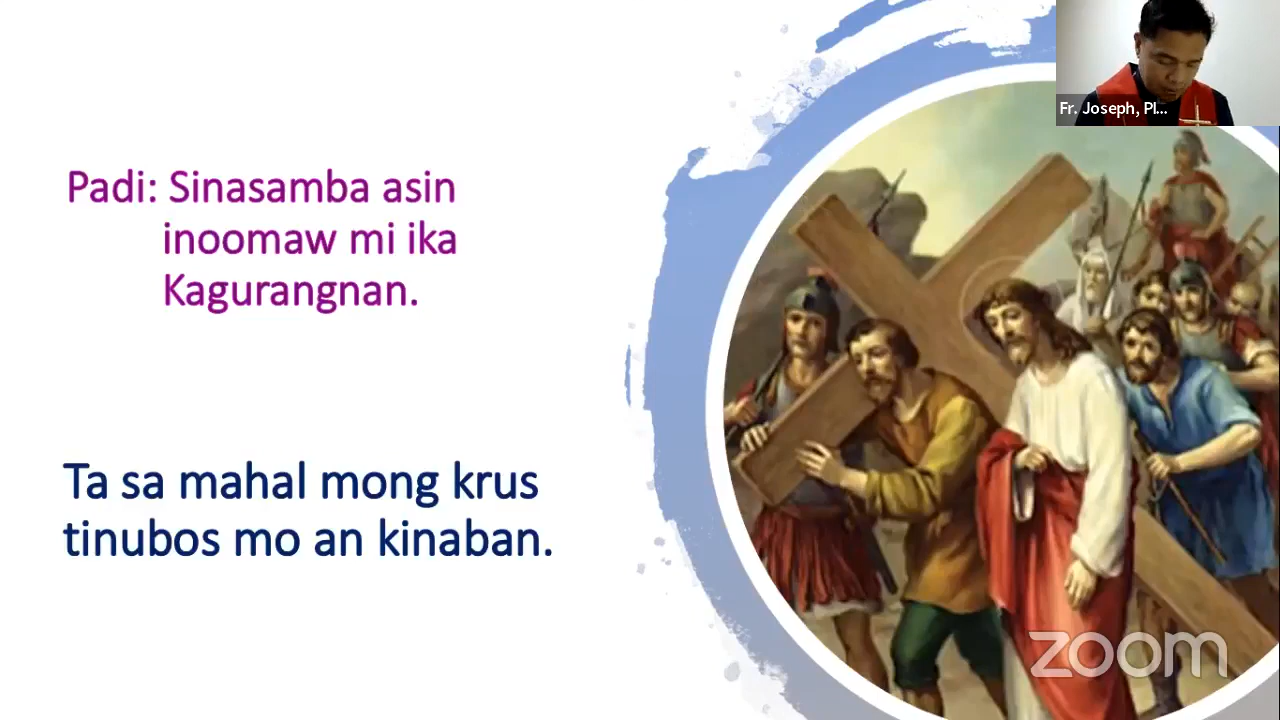 Fr. Joseph, Pl...
Padi: Sinasamba asin
inoomaw mi ika
Kagurangnan.
Ta sa mahal mong krus
tinubos mo an kinaban.
zoom